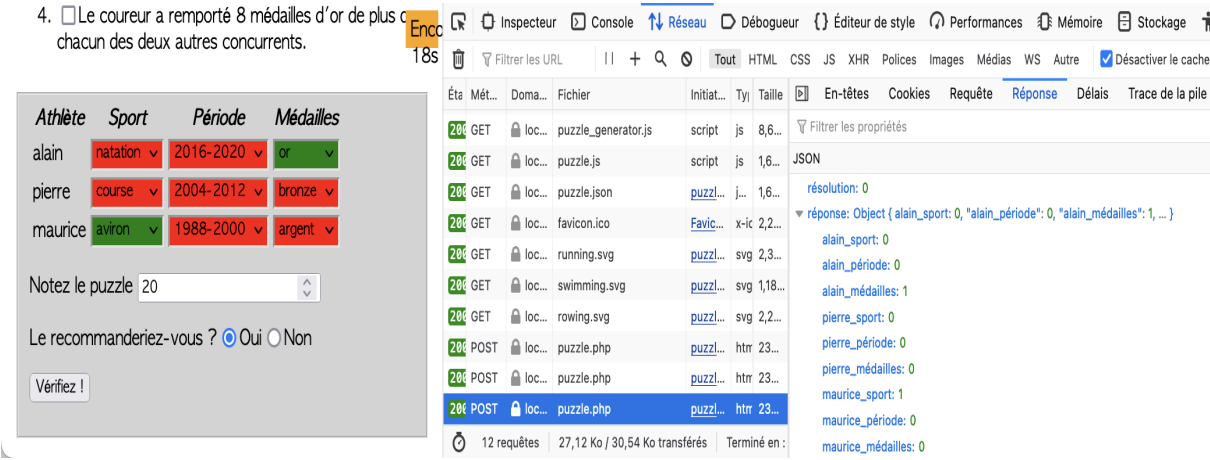 4. Le coureur a remporté 8 médailles d'or de plus
chacun des deux autres concurrents.
Enco
18s
Athlète Sport Période Médailles
alain natation 2016-2020 or
pierre course 2004-2012 bronze
maurice aviron 1988-2000 argent
Notez le puzzle 20
Le recommanderiez-vous ? Oui Non
Vérifiez !
Inspecteur Console Réseau Débogueur {} Éditeur de style Performances Mémoire Stockage
Filtrer les URL Tout HTML CSS JS XHR Polices Images Médias WS Autre Désactiver le cache
Éta Mét... Doma... Fichier Initiat... Ty Taille
200 GET loc... puzzle_generator.js script js 8,6...
200 GET loc... puzzle.js script js 1,6...
200 GET loc... puzzle.json puzzl... j... 1,6...
200 GET loc... favicon.ico Favic... x-ic 2,2...
200 GET loc... running.svg puzzl... svg 2,3...
200 GET loc... swimming.svg puzzl... svg 1,18...
200 GET loc... rowing.svg puzzl... svg 2,2...
200 POST loc... puzzle.php puzzl... htm 23...
200 POST loc... puzzle.php puzzl... htm 23...
200 POST loc... puzzle.php puzzl... htm 23...
12 requêtes 27,12 Ko / 30,54 Ko transférés Terminé en :
En-têtes Cookies Requête Réponse Délais Trace de la pile
Filtrer les propriétés
JSON
résolution: 0
réponse: Object { alain_sport: 0, "alain_période": 0, "alain_médailles": 1, ... }
alain_sport: 0
alain_période: 0
alain_médailles: 1
pierre_sport: 0
pierre_période: 0
pierre_médailles: 0
maurice_sport: 1
maurice_période: 0
maurice_médailles: 0